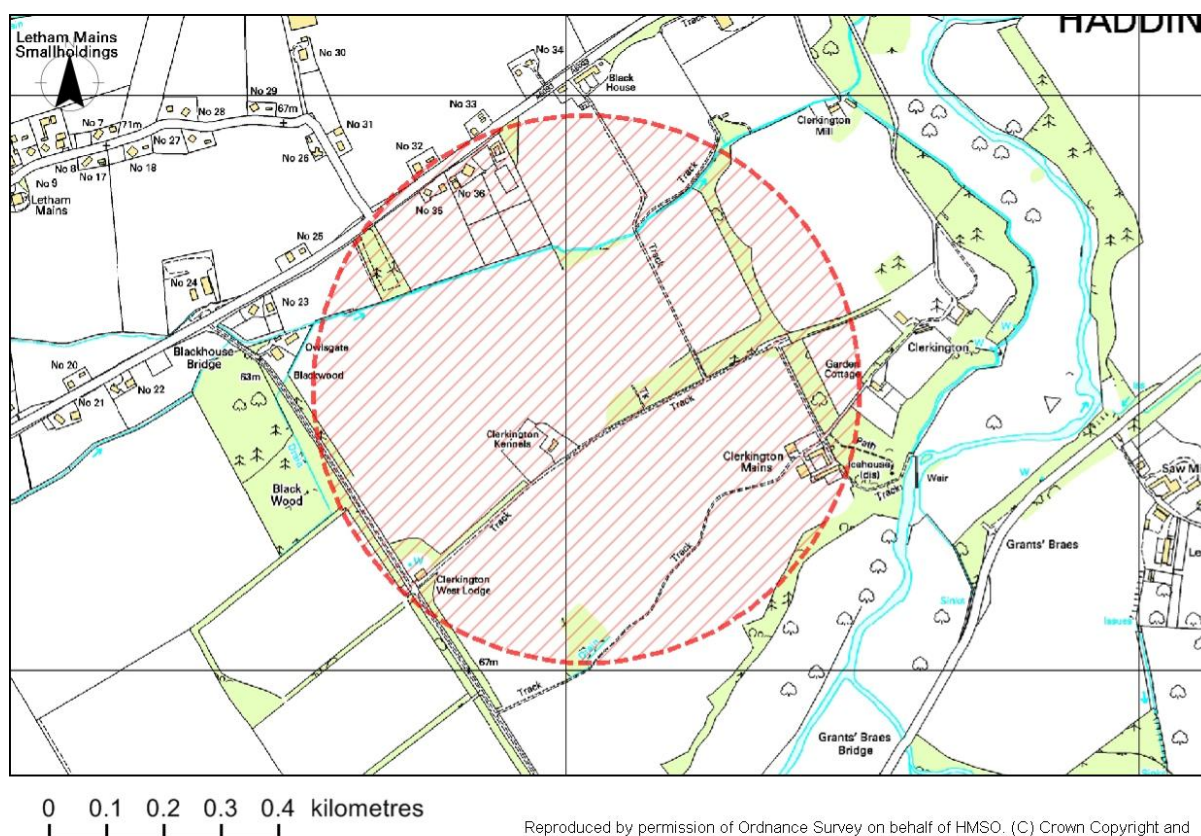 HADDIN
Letham Mains
Smallholdings
No 30
No 34
A6093
Black
House
No 29
67m
No 28
No 33
No 7
71m
No 27
No 31
Clerkington
Mill
No 26
No 8
No 17
No 18
No 32
No 9
Letham
Mains
No 35
No 36
Track
No 25
Track
No 24
No 23
W
Owlsgate
Blackhouse
Bridge
Blackwood
W
Clerkington
63m
No 20
Garden
Cottage
No 22
No 21
Track
Clerkington
Kennels
Path
Clerkington
Mains
Icehouse
(dis)
Drain
Saw M
W
Weir
Track
Black
Wood
Track
Grants' Braes
Track
W
Clerkington
West Lodge
Sinks
Issues
Drain
67m
Track
Grants' Braes
Bridge
Sinks
0 0.1 0.2 0.3 0.4 kilometres
Reproduced by permission of Ordnance Survey on behalf of HMSO. (C) Crown Copyright and